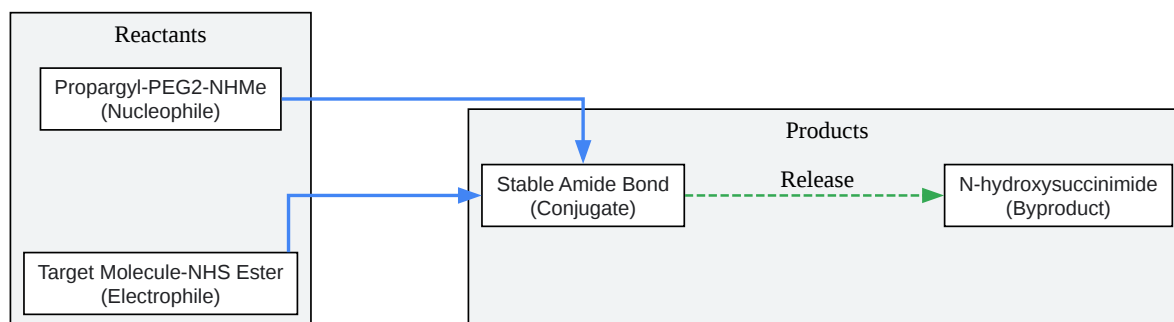 Reactants
Propargyl-PEG2-NHMe
(Nucleophile)
Target Molecule-NHS Ester
(Electrophile)
Products
Stable Amide Bond
(Conjugate)
Release
N-hydroxysuccinimide
(Byproduct)